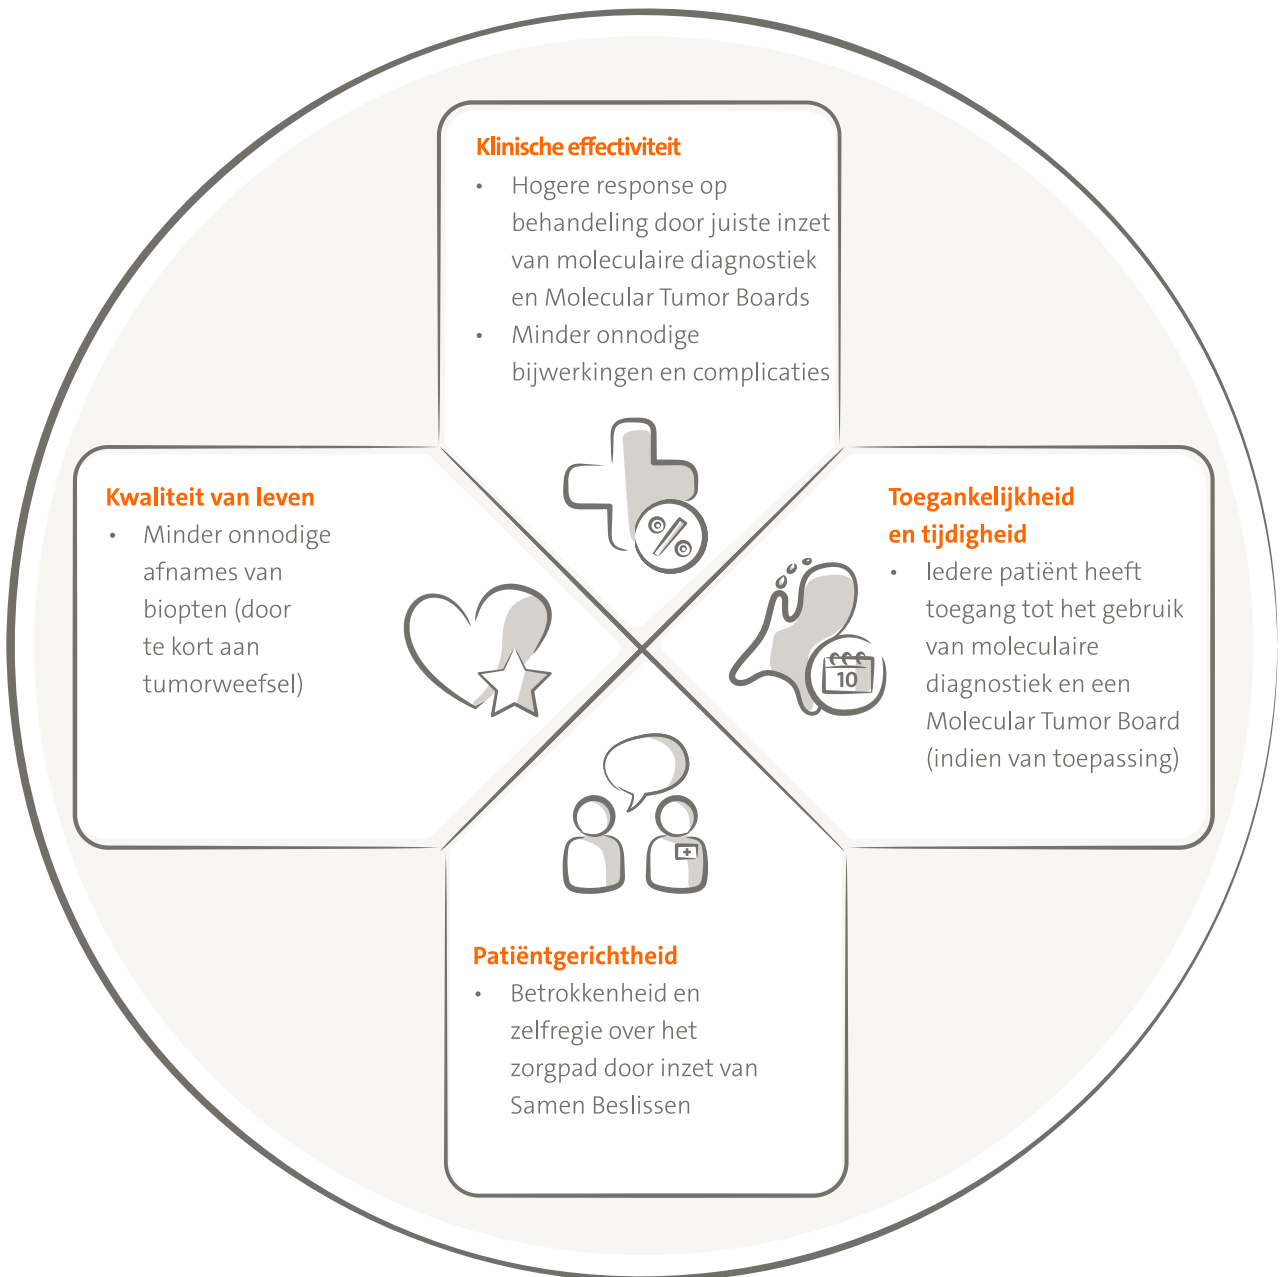 Klinische effectiviteit
• Hogere response op
behandeling door juiste inzet
van moleculaire diagnostiek
en Molecular Tumor Boards
• Minder onnodige
bijwerkingen en complicaties
Kwaliteit van leven
• Minder onnodige
afnames van
biopten (door
te kort aan
tumorweefsel)
Toegankelijkheid
en tijdigheid
• Iedere patiënt heeft
toegang tot het gebruik
van moleculaire
diagnostiek en een
Molecular Tumor Board
(indien van toepassing)
10
Patiëntgerichtheid
• Betrokkenheid en
zelfregie over het
zorgpad door inzet van
Samen Beslissen